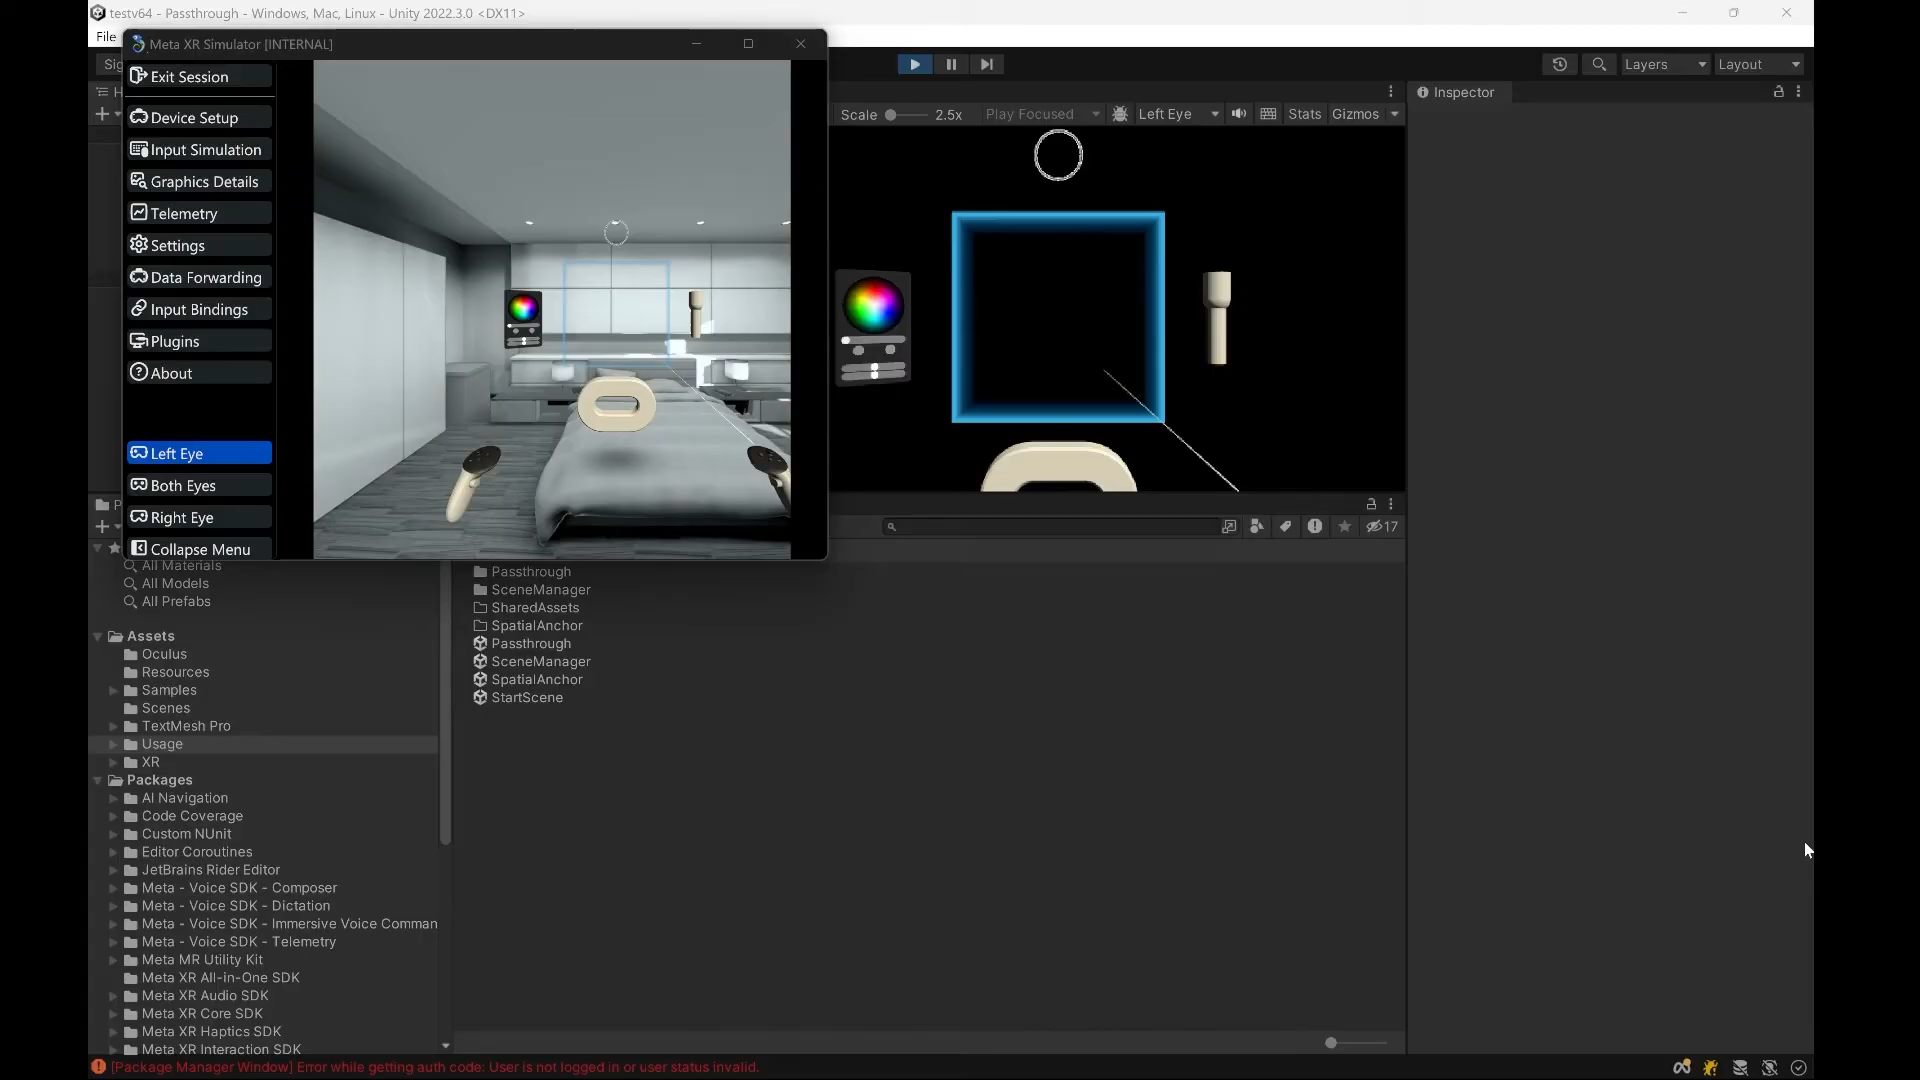 testv64 - Passthrough - Windows, Mac, Linux - Unity 2022.3.0 <DX11>
File
Meta XR Simulator [INTERNAL]
Exit Session
Device Setup
Input Simulation
Graphics Details
Telemetry
Settings
Data Forwarding
Input Bindings
Plugins
About
Left Eye
Both Eyes
Right Eye
Collapse Menu
Layers
Layout
Scale
2.5x
Play Focused
Left Eye
Stats
Gizmos
Inspector
17
All Materials
All Models
All Prefabs
Assets
Oculus
Resources
Samples
Scenes
TextMesh Pro
Usage
XR
Packages
AI Navigation
Code Coverage
Custom NUnit
Editor Coroutines
JetBrains Rider Editor
Meta - Voice SDK - Composer
Meta - Voice SDK - Dictation
Meta - Voice SDK - Immersive Voice Comman
Meta - Voice SDK - Telemetry
Meta MR Utility Kit
Meta XR All-in-One SDK
Meta XR Audio SDK
Meta XR Core SDK
Meta XR Haptics SDK
Meta XR Interaction SDK
Passthrough
SceneManager
SharedAssets
SpatialAnchor
Passthrough
SceneManager
SpatialAnchor
StartScene
[Package Manager Window] Error while getting auth code: User is not logged in or user status invalid.